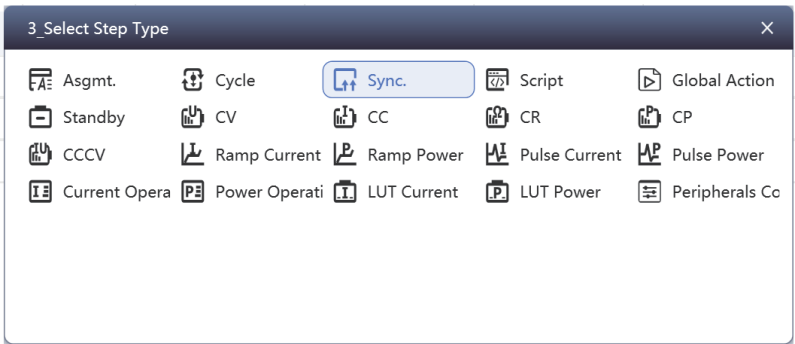 3_Select Step Type
Asgmt. Cycle Sync. Script Global Action
Standby CV CC CR CP
CCCV Ramp Current Ramp Power Pulse Current Pulse Power
Current Opera Power Operati LUT Current LUT Power Peripherals Co